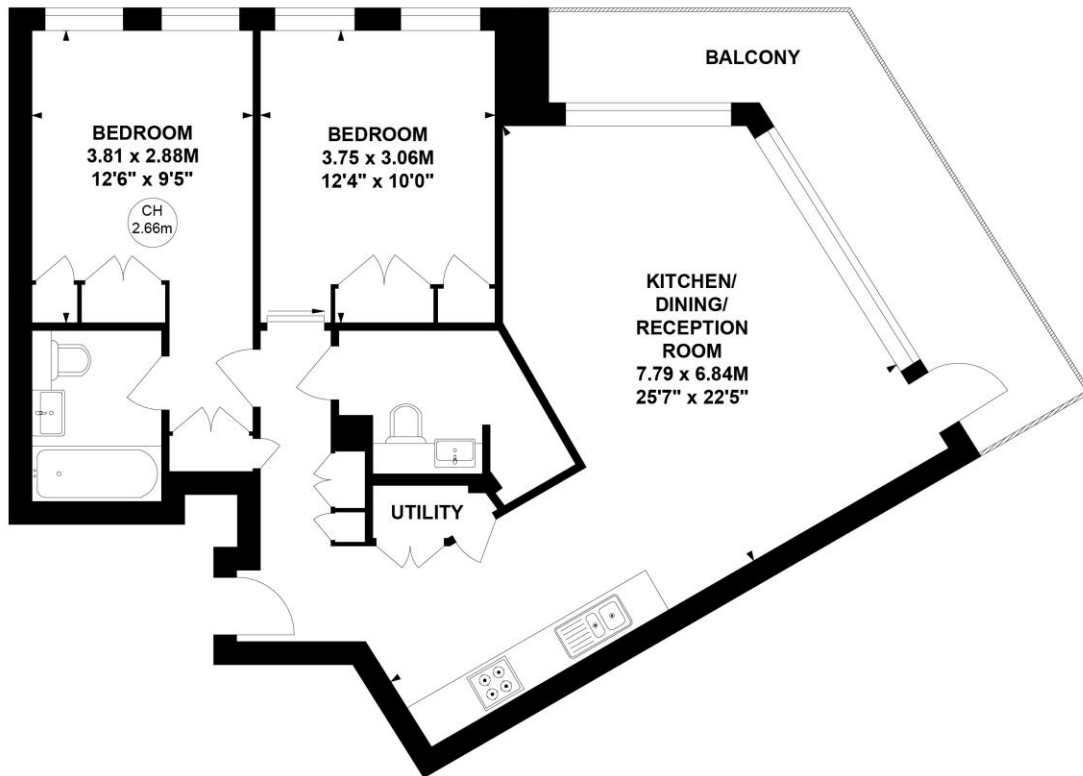 BALCONY
BEDROOM
3.81 x 2.88M
12'6" x 9'5"
CH
2.66m
BEDROOM
3.75 x 3.06M
12'4" x 10'0"
KITCHEN/
DINING/
RECEPTION
ROOM
7.79 x 6.84M
25'7" x 22'5"
UTILITY